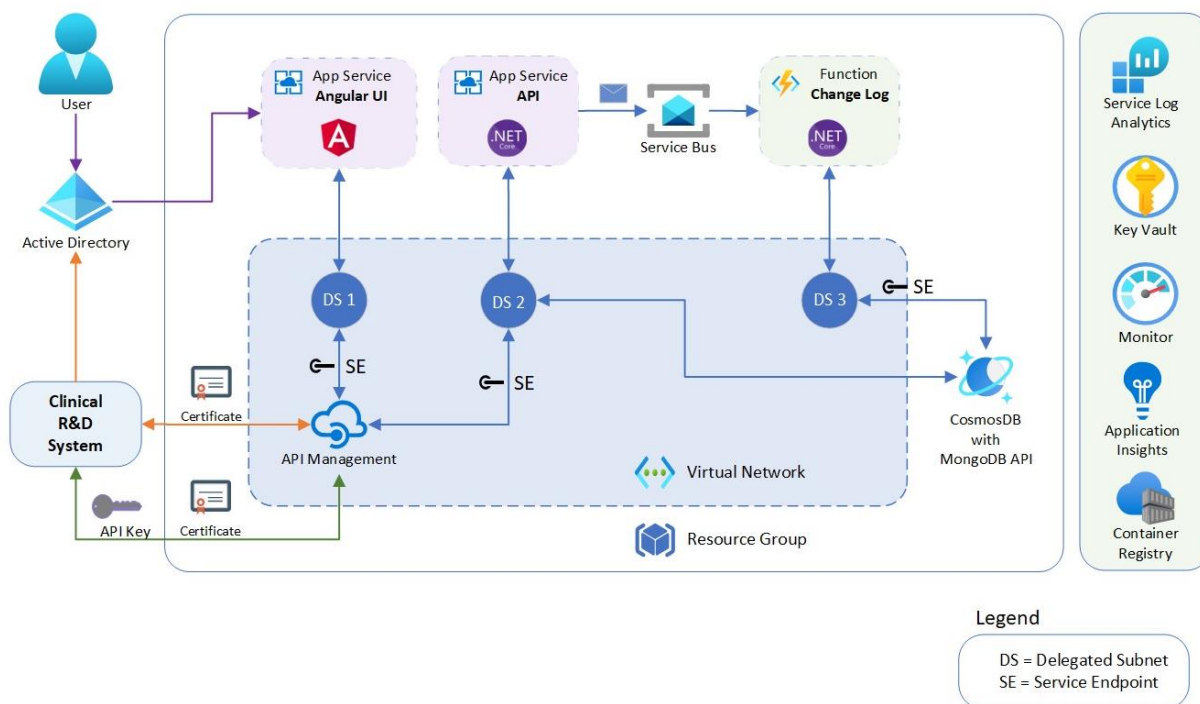 User
Active Directory
Clinical
R&D
System
App Service
Angular UI
A
App Service
API
.NET
Core
Service Bus
Function
Change Log
.NET
Core
DS 1
DS 2
DS 3
SE
SE
SE
Certificate
API Management
API Key
Certificate
CosmosDB
with
MongoDB API
Virtual Network
Resource Group
Service Log
Analytics
Key Vault
Monitor
Application
Insights
Container
Registry
Legend
DS = Delegated Subnet
SE = Service Endpoint